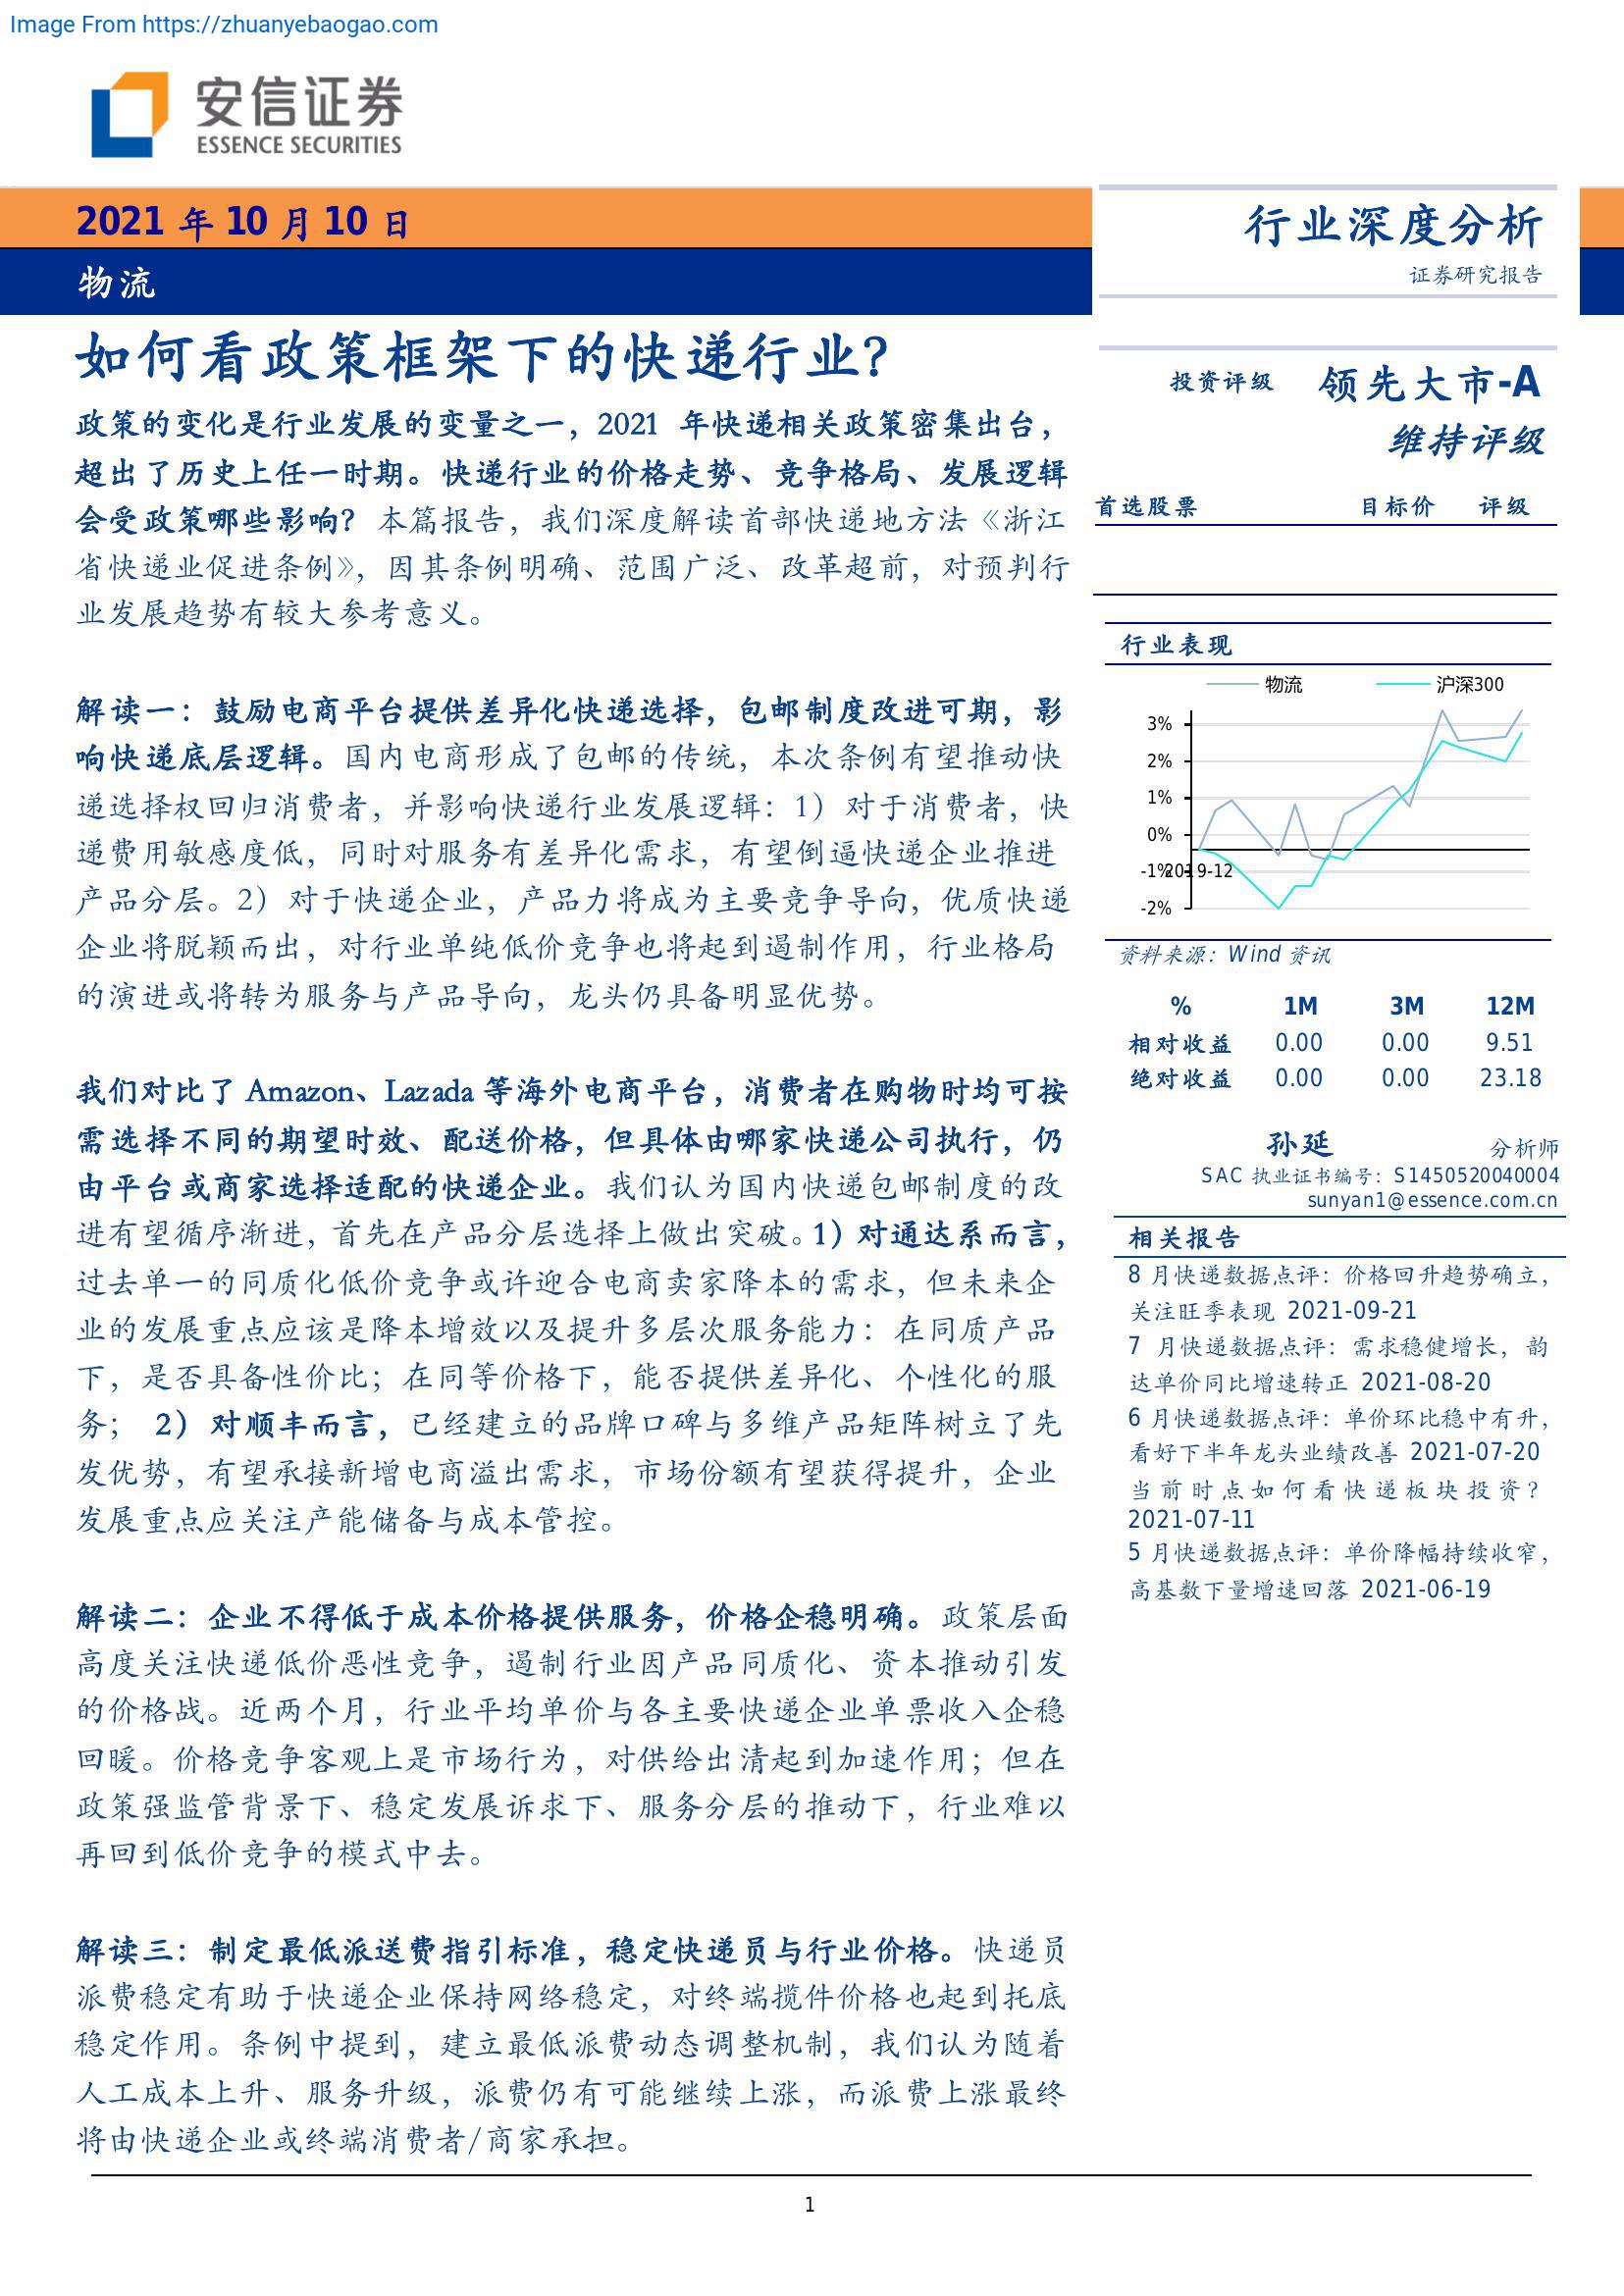 Image From https://zhuanyebaogao.com
安信证券
ESSENCE SECURITIES
2021 年 10 月 10 日
物流
行业深度分析
证券研究报告
如何看政策框架下的快递行业?
政策的变化是行业发展的变量之一，2021 年快递相关政策密集出台，
超出了历史上任一时期。快递行业的价格走势、竞争格局、发展逻辑
会受政策哪些影响？本篇报告，我们深度解读首部快递地方法《浙江
省快递业促进条例》，因其条例明确、范围广泛、改革超前，对预判行
业发展趋势有较大参考意义。
解读一：鼓励电商平台提供差异化快递选择，包邮制度改进可期，影
响快递底层逻辑。国内电商形成了包邮的传统，本次条例有望推动快
递选择权回归消费者，并影响快递行业发展逻辑：1）对于消费者，快
递费用敏感度低，同时对服务有差异化需求，有望倒逼快递企业推进
产品分层。2）对于快递企业，产品力将成为主要竞争导向，优质快递
企业将脱颖而出，对行业单纯低价竞争也将起到遏制作用，行业格局
的演进或将转为服务与产品导向，龙头仍具备明显优势。
我们对比了 Amazon、Lazada 等海外电商平台，消费者在购物时均可按
需选择不同的期望时效、配送价格，但具体由哪家快递公司执行，仍
由平台或商家选择适配的快递企业。我们认为国内快递包邮制度的改
进有望循序渐进，首先在产品分层选择上做出突破。1）对通达系而言，
过去单一的同质化低价竞争或许迎合电商卖家降本的需求，但未来企
业的发展重点应该是降本增效以及提升多层次服务能力：在同质产品
下，是否具备性价比；在同等价格下，能否提供差异化、个性化的服
务； 2）对顺丰而言，已经建立的品牌口碑与多维产品矩阵树立了先
发优势，有望承接新增电商溢出需求，市场份额有望获得提升，企业
发展重点应关注产能储备与成本管控。
解读二：企业不得低于成本价格提供服务，价格企稳明确。政策层面
高度关注快递低价恶性竞争，遏制行业因产品同质化、资本推动引发
的价格战。近两个月，行业平均单价与各主要快递企业单票收入企稳
回暖。价格竞争客观上是市场行为，对供给出清起到加速作用；但在
政策强监管背景下、稳定发展诉求下、服务分层的推动下，行业难以
再回到低价竞争的模式中去。
解读三：制定最低派送费指引标准，稳定快递员与行业价格。快递员
派费稳定有助于快递企业保持网络稳定，对终端揽件价格也起到托底
稳定作用。条例中提到，建立最低派费动态调整机制，我们认为随着
人工成本上升、服务升级，派费仍有可能继续上涨，而派费上涨最终
将由快递企业或终端消费者/商家承担。
投资评级 领先大市-A
维持评级
首选股票 目标价 评级
行业表现
物流 沪深300
3%
2%
1%
0%
-1%
2019-12
-2%
资料来源：Wind 资讯
% 1M 3M 12M
相对收益 0.00 0.00 9.51
绝对收益 0.00 0.00 23.18
孙延 分析师
SAC 执业证书编号：S1450520040004
sunyan1@essence.com.cn
相关报告
8 月快递数据点评：价格回升趋势确立，
关注旺季表现 2021-09-21
7 月快递数据点评：需求稳健增长，韵
达单价同比增速转正 2021-08-20
6 月快递数据点评：单价环比稳中有升，
看好下半年龙头业绩改善 2021-07-20
当前时点如何看快递板块投资？
2021-07-11
5 月快递数据点评：单价降幅持续收窄，
高基数下量增速回落 2021-06-19
1